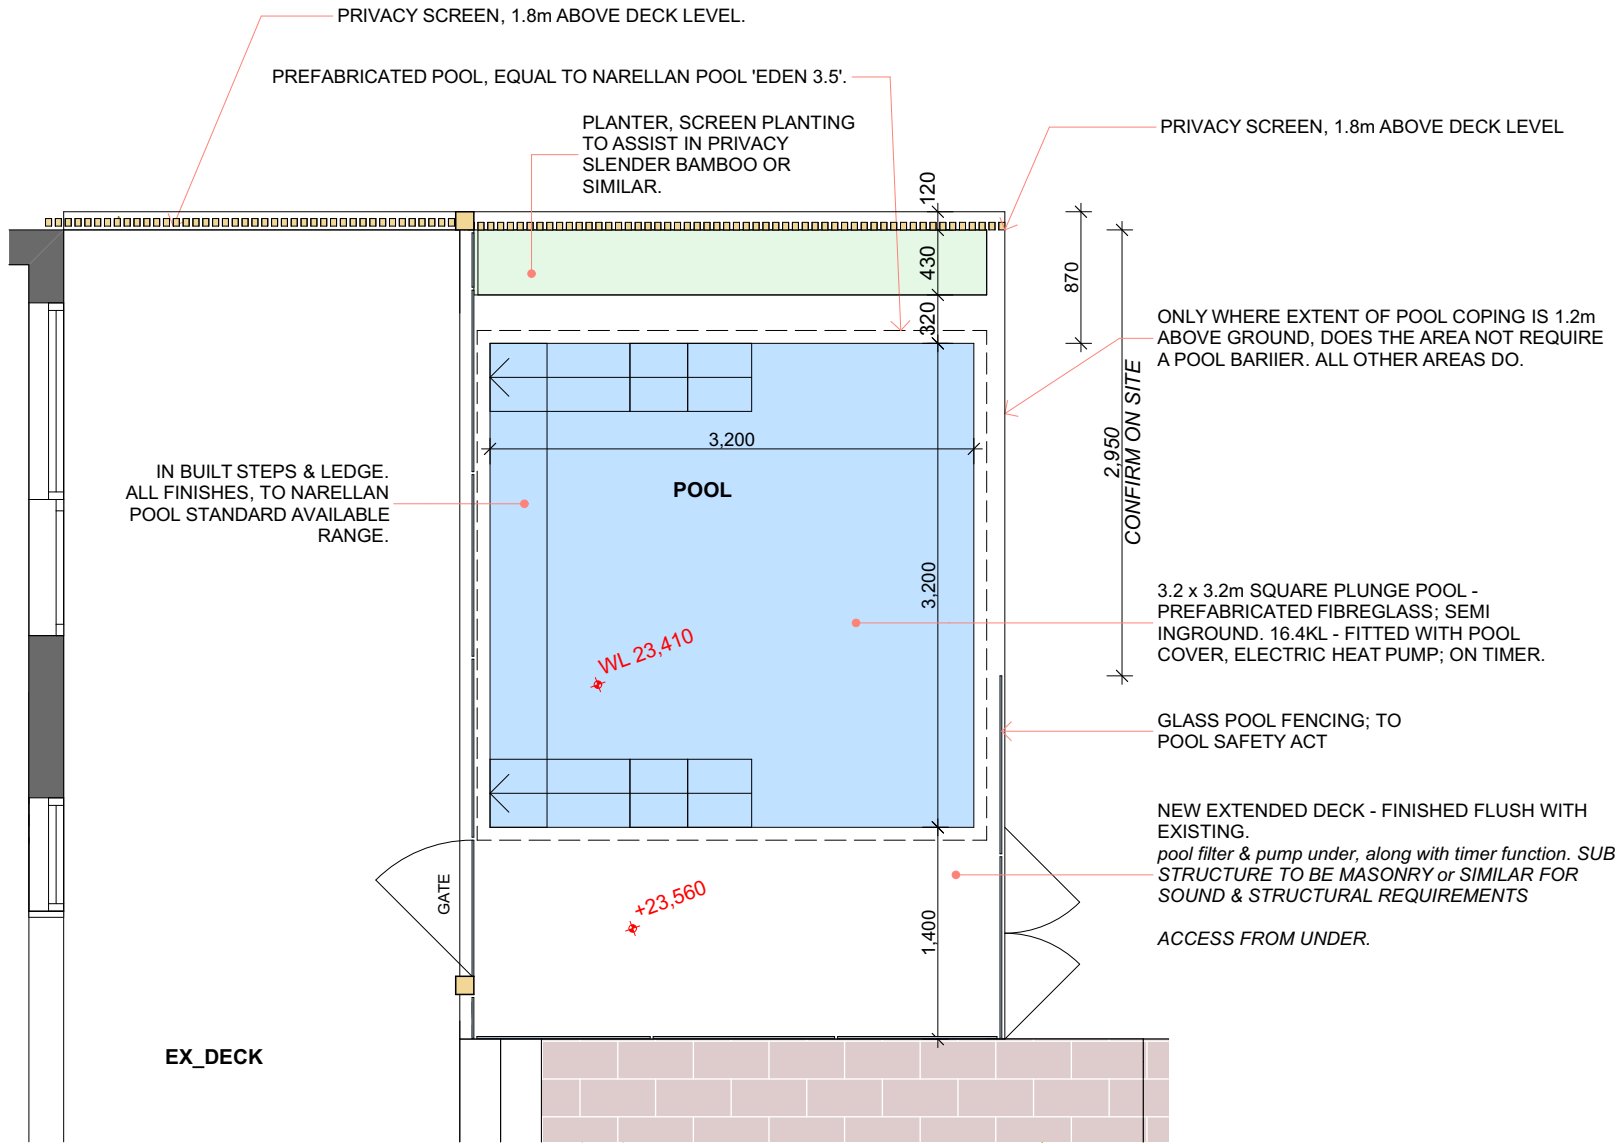 PRIVACY SCREEN, 1.8m ABOVE DECK LEVEL.
PREFABRICATED POOL, EQUAL TO NARELLAN POOL 'EDEN 3.5'.
PLANTER, SCREEN PLANTING
TO ASSIST IN PRIVACY
SLENDER BAMBOO OR
SIMILAR.
PRIVACY SCREEN, 1.8m ABOVE DECK LEVEL
120
430
320
870
2,950
CONFIRM ON SITE
ONLY WHERE EXTENT OF POOL COPING IS 1.2m
ABOVE GROUND, DOES THE AREA NOT REQUIRE
A POOL BARIIER. ALL OTHER AREAS DO.
3,200
POOL
IN BUILT STEPS & LEDGE.
ALL FINISHES, TO NARELLAN
POOL STANDARD AVAILABLE
RANGE.
3,200
WL 23,410
3.2 x 3.2m SQUARE PLUNGE POOL -
PREFABRICATED FIBREGLASS; SEMI
INGROUND. 16.4KL - FITTED WITH POOL
COVER, ELECTRIC HEAT PUMP; ON TIMER.
GLASS POOL FENCING; TO
POOL SAFETY ACT
GATE
+23,560
1,400
NEW EXTENDED DECK - FINISHED FLUSH WITH
EXISTING.
pool filter & pump under, along with timer function. SUB
STRUCTURE TO BE MASONRY or SIMILAR FOR
SOUND & STRUCTURAL REQUIREMENTS
ACCESS FROM UNDER.
EX_DECK